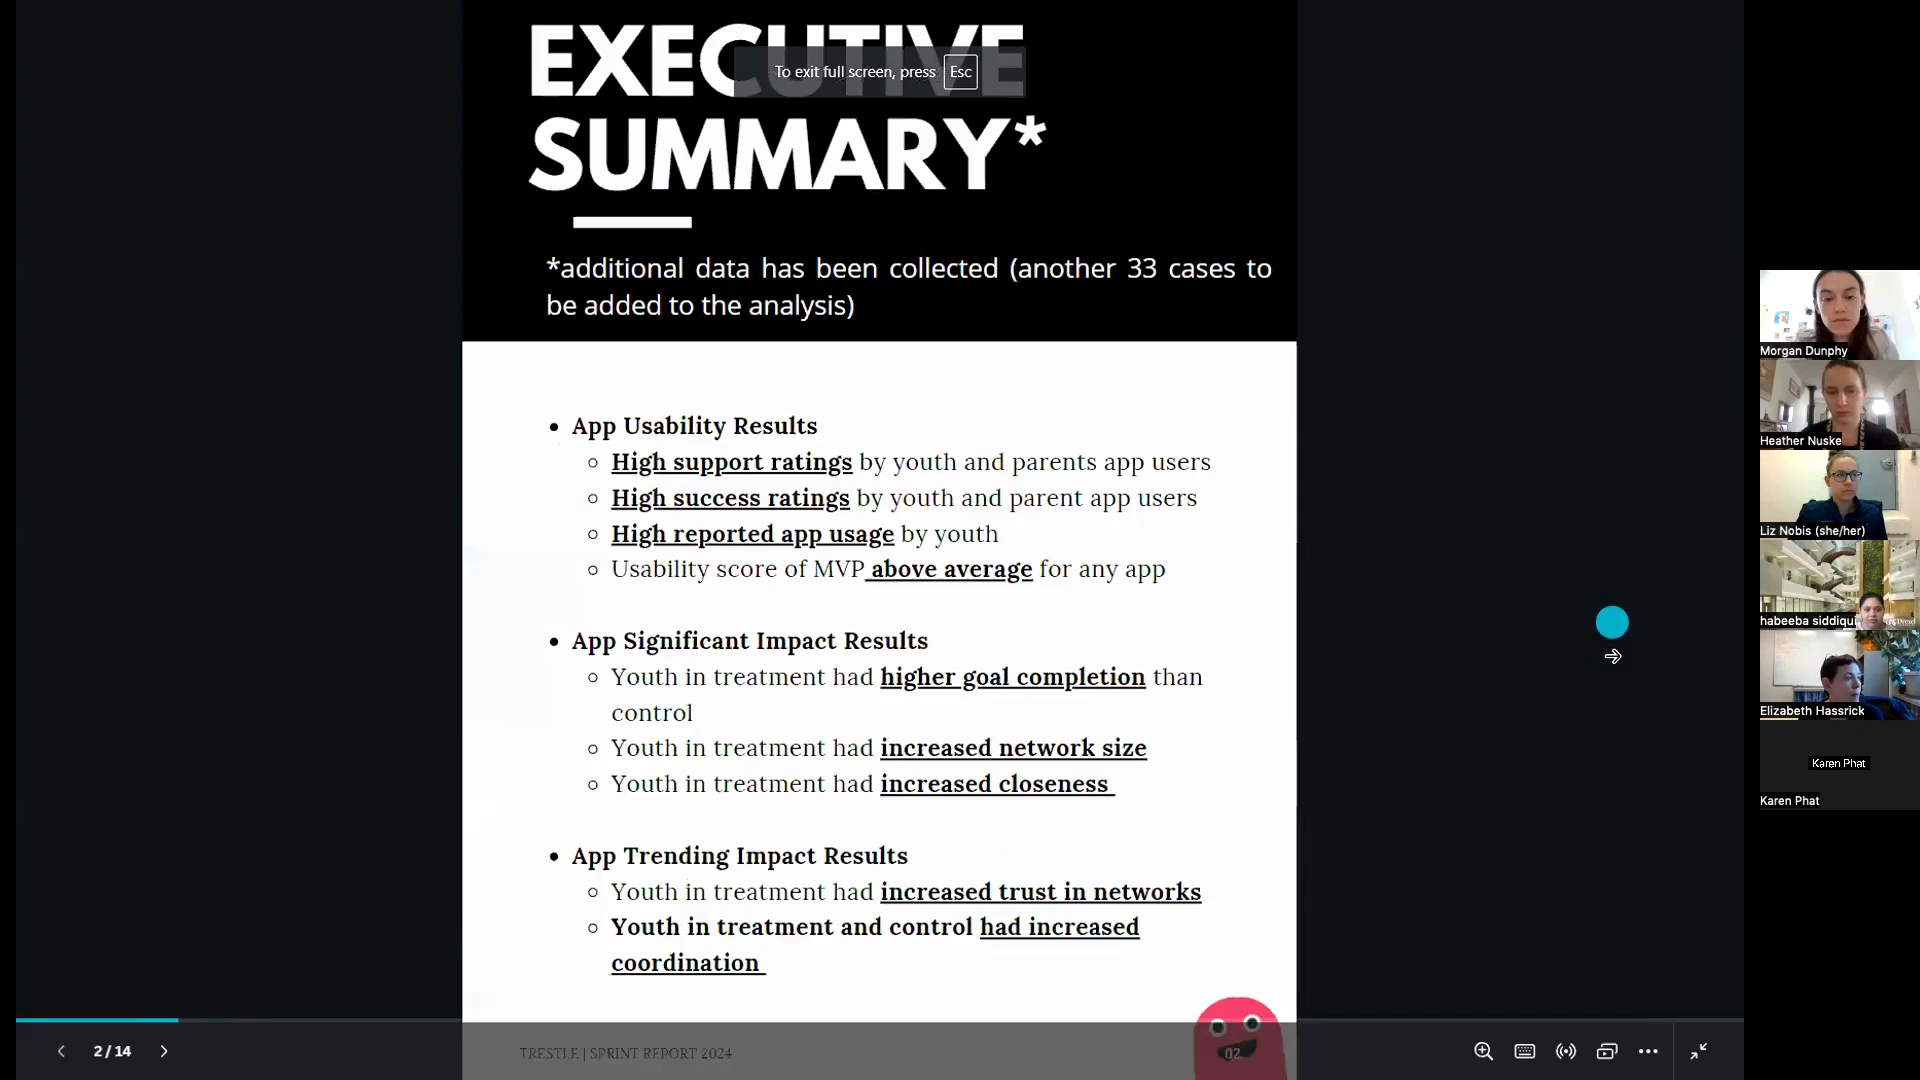 EXECUTIVE
To exit full screen, press Esc
SUMMARY*
*additional data has been collected (another 33 cases to
be added to the analysis)
App Usability Results
High support ratings by youth and parents app users
High success ratings by youth and parent app users
High reported app usage by youth
Usability score of MVP above average for any app
App Significant Impact Results
Youth in treatment had higher goal completion than
control
Youth in treatment had increased network size
Youth in treatment had increased closeness
App Trending Impact Results
Youth in treatment had increased trust in networks
Youth in treatment and control had increased
coordination
TRESTLE | SPRINT REPORT 2024
02
2/14
Morgan Dunphy
Heather Nuske
Liz Nobis (she/her)
habeeba siddiqui
Drexel
Elizabeth Hassrick
Karen Phat
Karen Phat